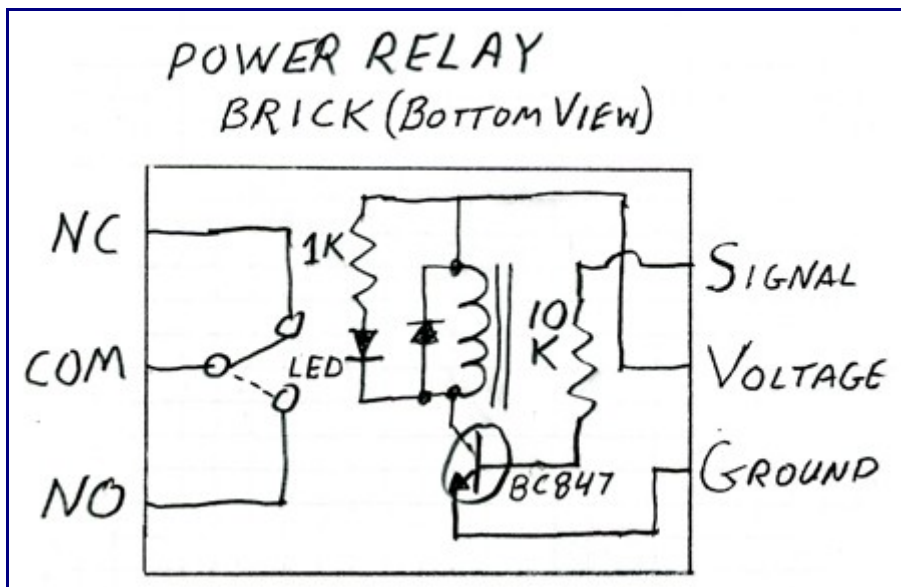 POWER RELAY
BRICK (BOTTOM VIEW)
NC
1K
SIGNAL
10
K
COM
LED
VOLTAGE
BC847
GROUND
NO